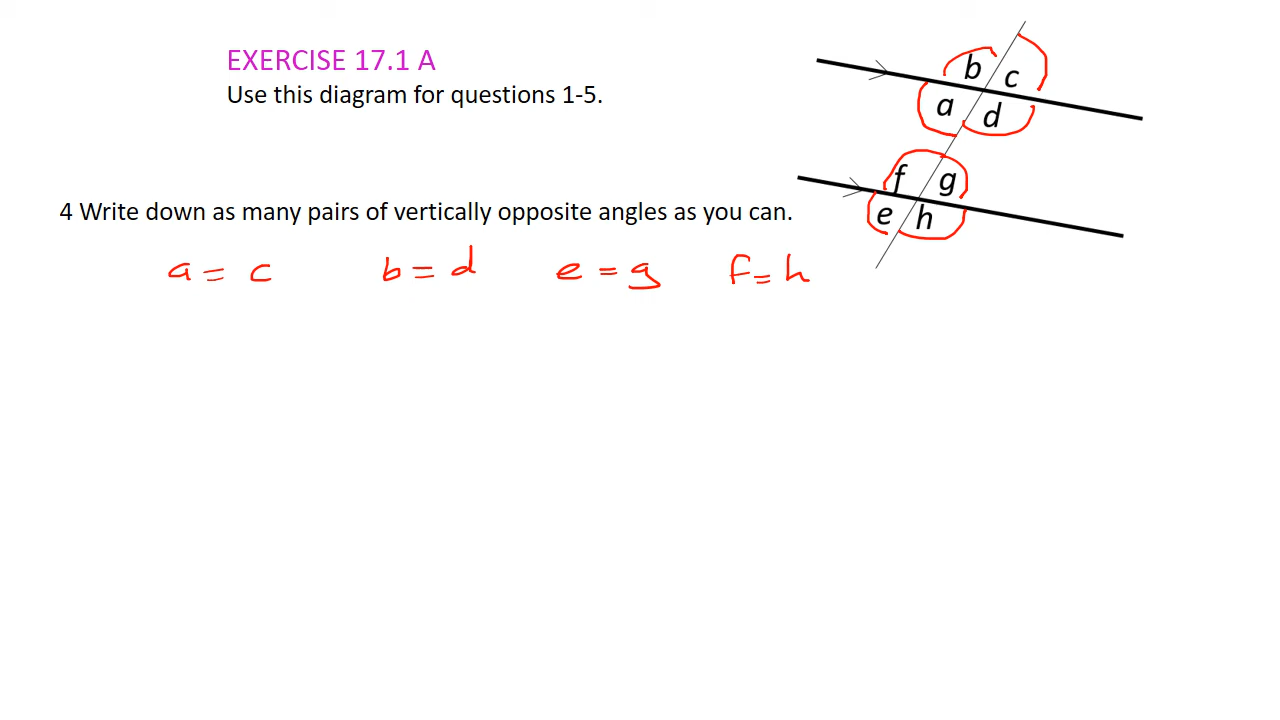 EXERCISE 17.1 A
Use this diagram for questions 1-5.
b
c
a
d
f
g
e
h
4 Write down as many pairs of vertically opposite angles as you can.
a = c b = d e = g f = h